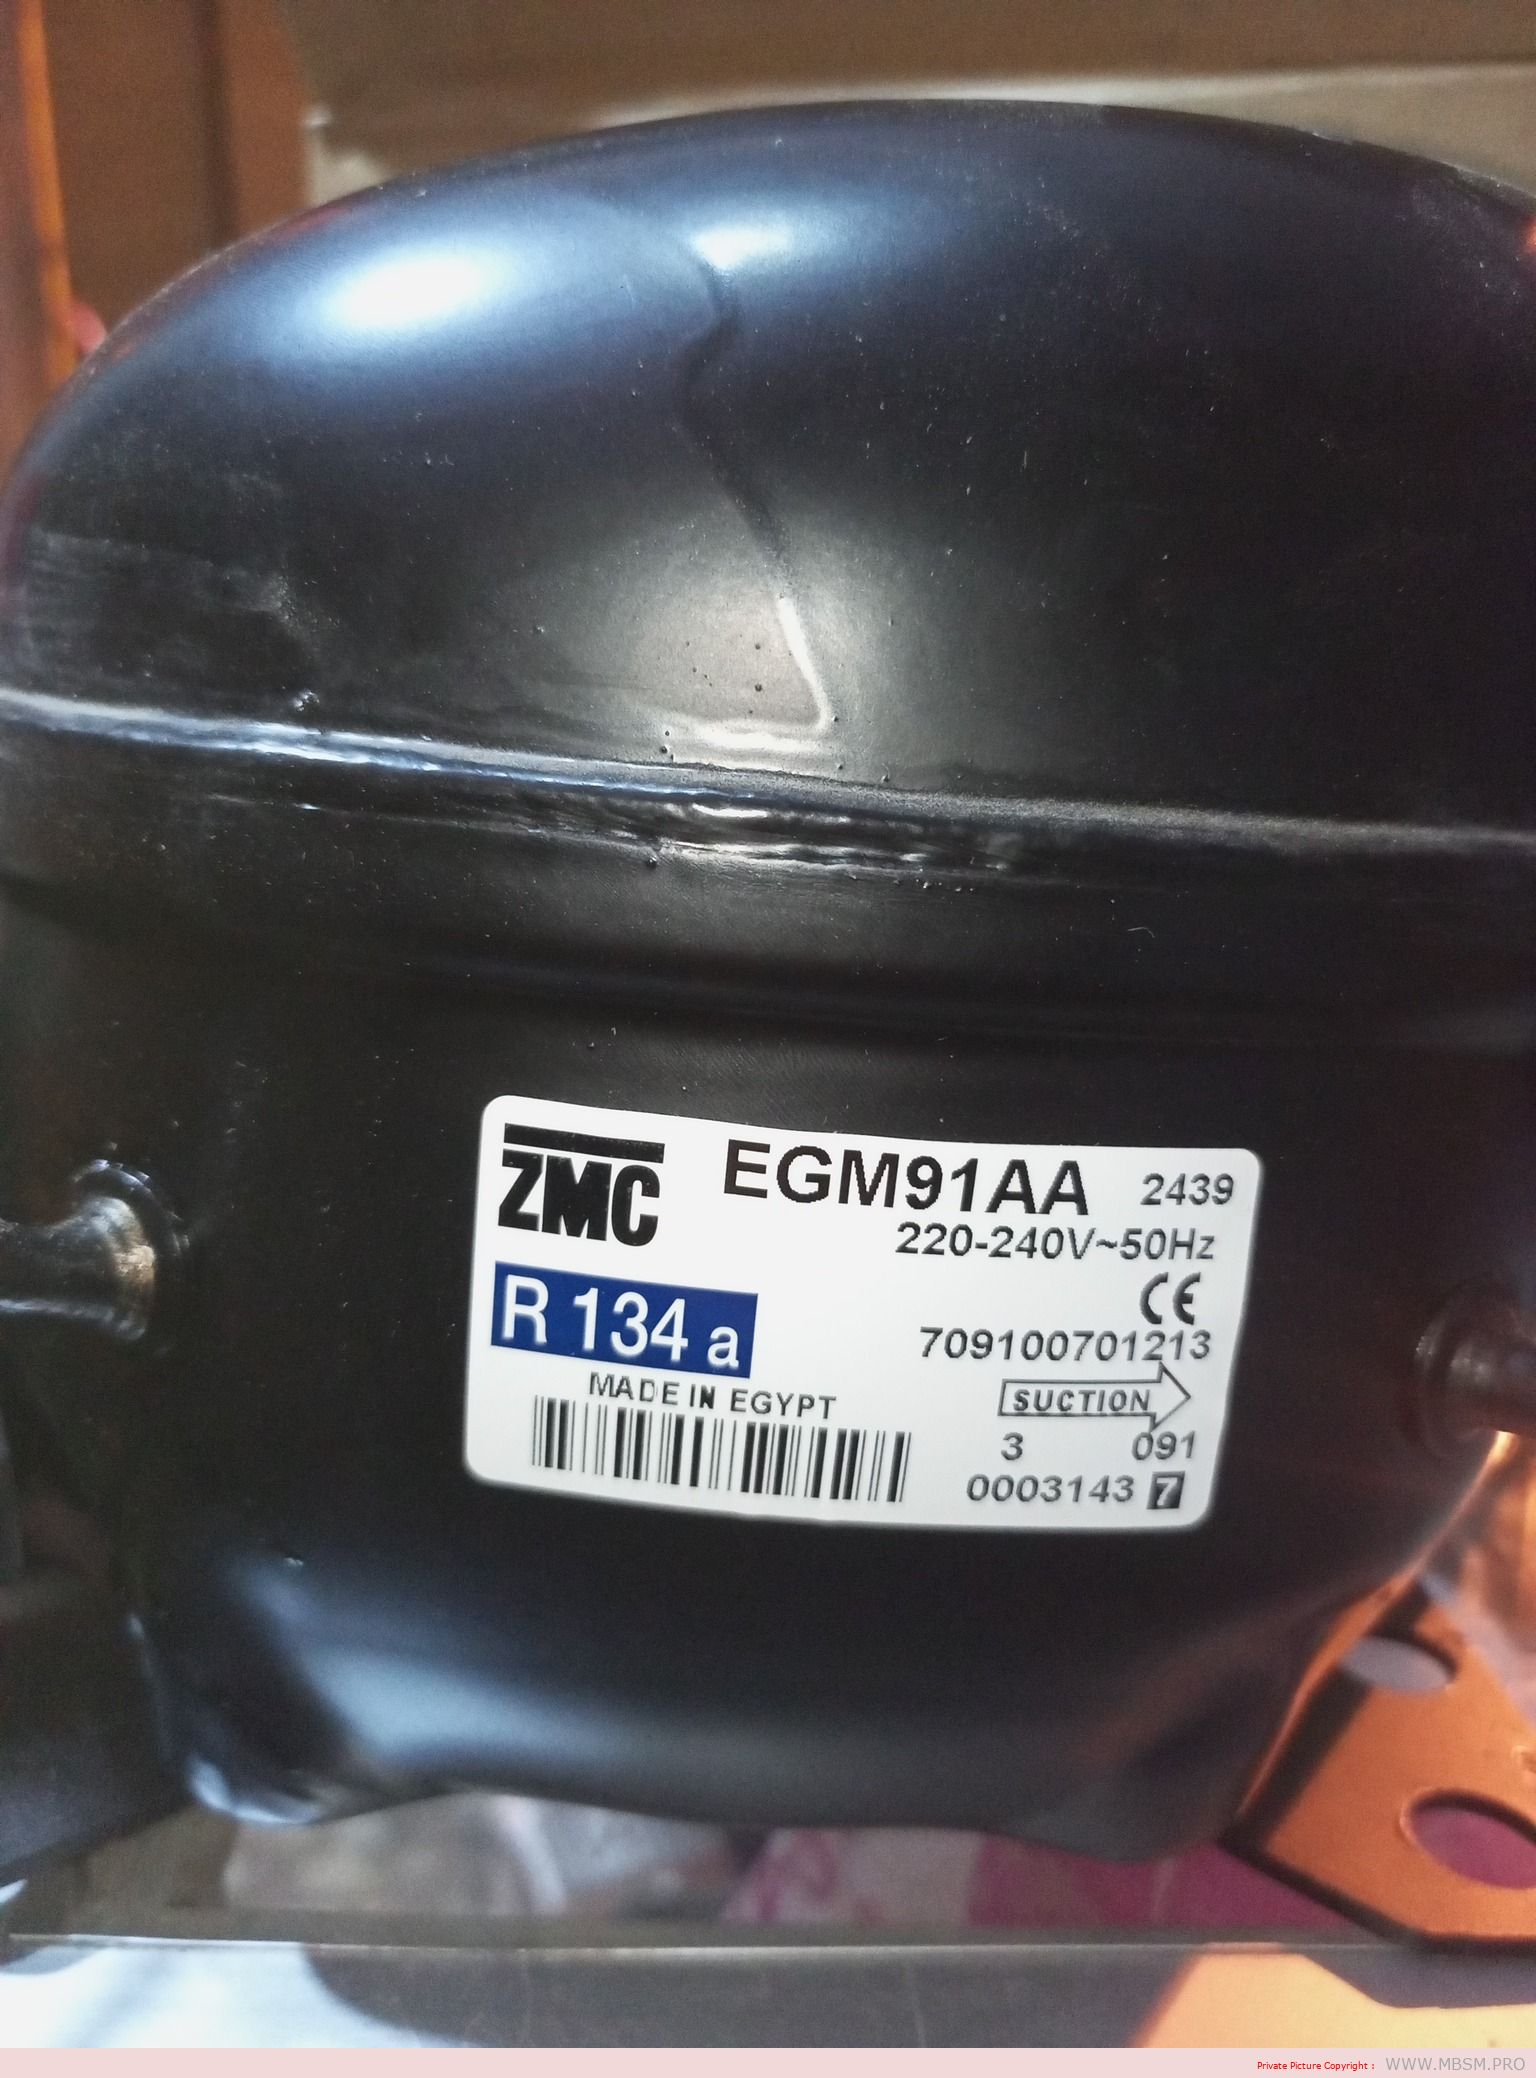 ZMC
EGM91AA 2439
220-240V~50Hz
CE
R 134 a
709100701213
MADE IN EGYPT
SUCTION
3 091
0003143 7
Private Picture Copyright : WWW.MBSM.PRO